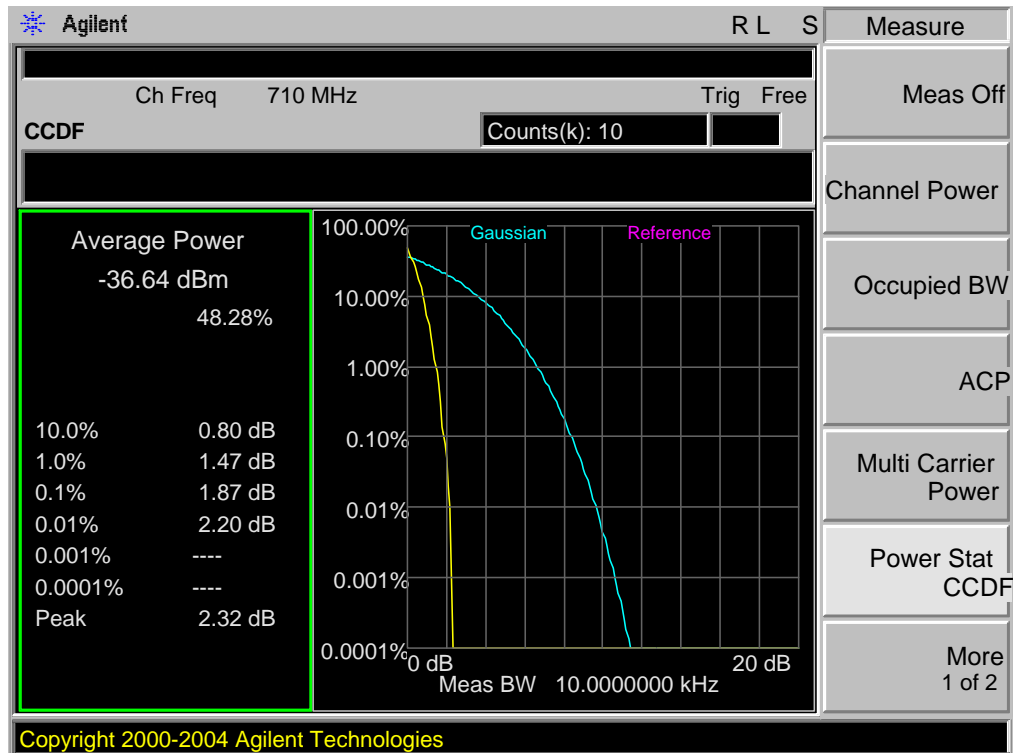 Agilent R L S Measure
Ch Freq 710 MHz Trig Free
CCDF Counts(k): 10
Meas Off
Channel Power
Occupied BW
ACP
Multi Carrier
Power
Power Stat
CCDF
More
1 of 2
Average Power
-36.64 dBm
48.28%
10.0% 0.80 dB
1.0% 1.47 dB
0.1% 1.87 dB
0.01% 2.20 dB
0.001% ----
0.0001% ----
Peak 2.32 dB
Gaussian Reference
100.00%
10.00%
1.00%
0.10%
0.01%
0.001%
0.0001%
0 dB 20 dB
Meas BW 10.0000000 kHz
Copyright 2000-2004 Agilent Technologies